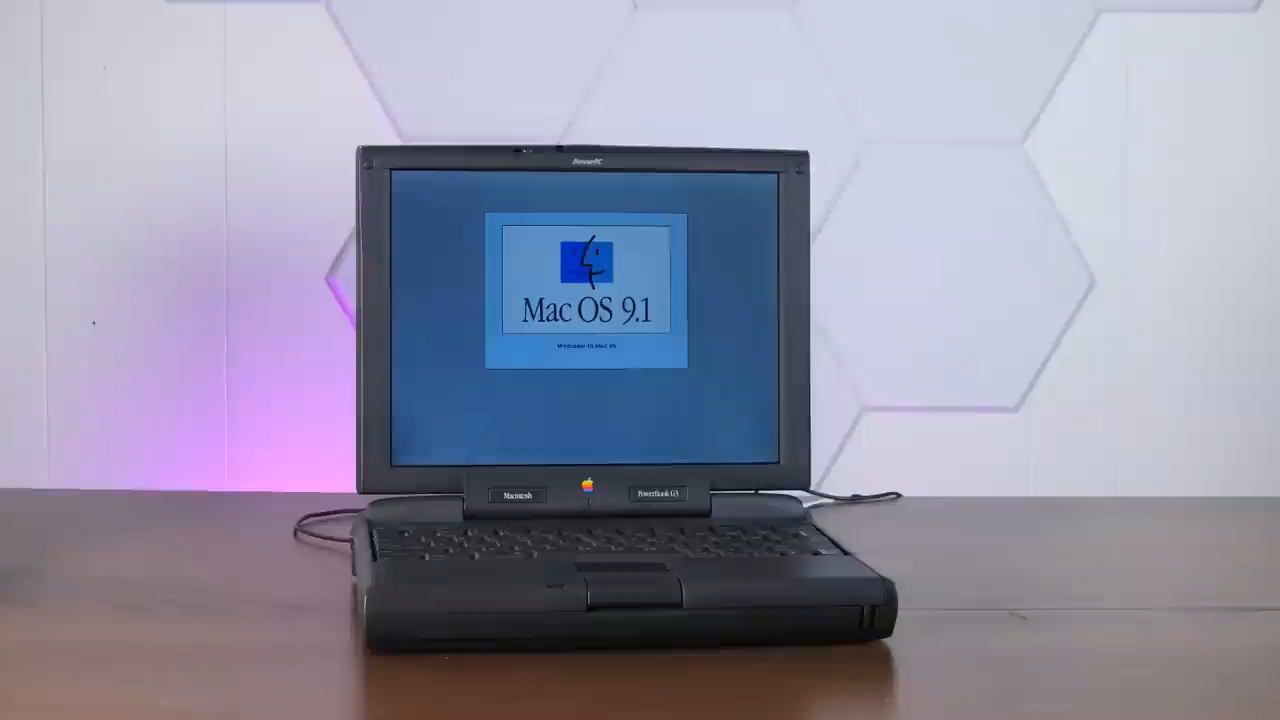 PowerPC
Mac OS 9.1
Welcome to Mac OS
Macintosh
PowerBook G3